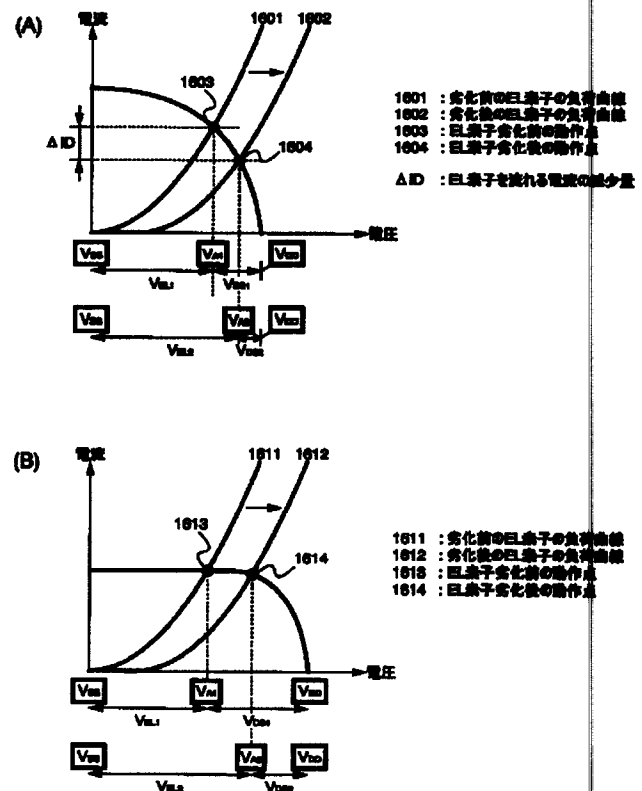 (A)
電流
1601 1602
1603
1604
ΔID
電圧
1601 : 劣化前のEL素子の負荷曲線
1602 : 劣化後のEL素子の負荷曲線
1603 : EL素子劣化前の動作点
1604 : EL素子劣化後の動作点
ΔID : EL素子を流れる電流の減少量
VSS VA1 VDD
VEL1 VDS1
VSS VA2 VDD
VEL2 VDS2
(B)
電流
1611 1612
1613
1614
電圧
1611 : 劣化前のEL素子の負荷曲線
1612 : 劣化後のEL素子の負荷曲線
1613 : EL素子劣化前の動作点
1614 : EL素子劣化後の動作点
VSS VA1 VDD
VEL1 VDS1
VSS VA2 VDD
VEL2 VDS2